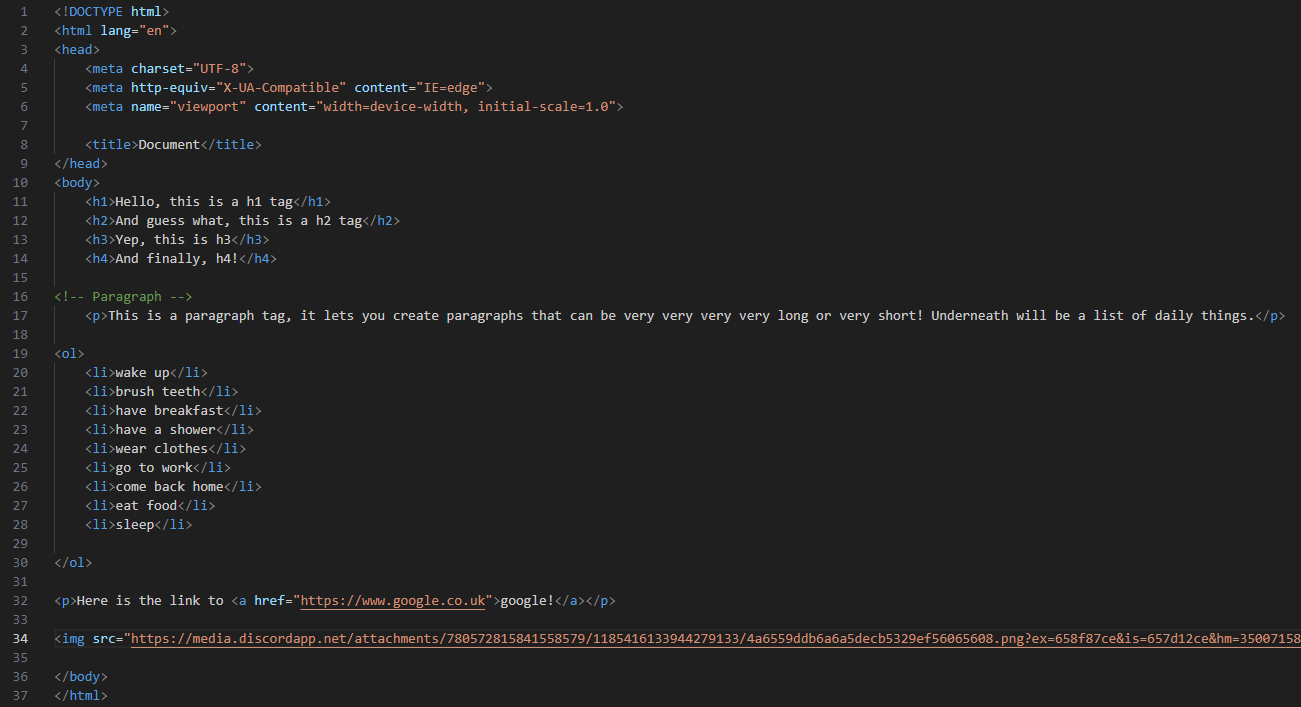 1 <!DOCTYPE html>
2 <html lang="en">
3 <head>
4 <meta charset="UTF-8">
5 <meta http-equiv="X-UA-Compatible" content="IE=edge">
6 <meta name="viewport" content="width=device-width, initial-scale=1.0">
7
8 <title>Document</title>
9 </head>
10 <body>
11 <h1>Hello, this is a h1 tag</h1>
12 <h2>And guess what, this is a h2 tag</h2>
13 <h3>Yep, this is h3</h3>
14 <h4>And finally, h4!</h4>
15
16 <!-- Paragraph -->
17 <p>This is a paragraph tag, it lets you create paragraphs that can be very very very very long or very short! Underneath will be a list of daily things.</p>
18
19 <ol>
20 <li>wake up</li>
21 <li>brush teeth</li>
22 <li>have breakfast</li>
23 <li>have a shower</li>
24 <li>wear clothes</li>
25 <li>go to work</li>
26 <li>come back home</li>
27 <li>eat food</li>
28 <li>sleep</li>
29
30 </ol>
31
32 <p>Here is the link to <a href="https://www.google.co.uk">google!</a></p>
33
34 <img src="https://media.discordapp.net/attachments/780572815841558579/1185416133944279133/4a6559ddb6a6a5decb5329ef56065608.png?ex=658f87ce&is=657d12ce&hm=35007158
35
36 </body>
37 </html>